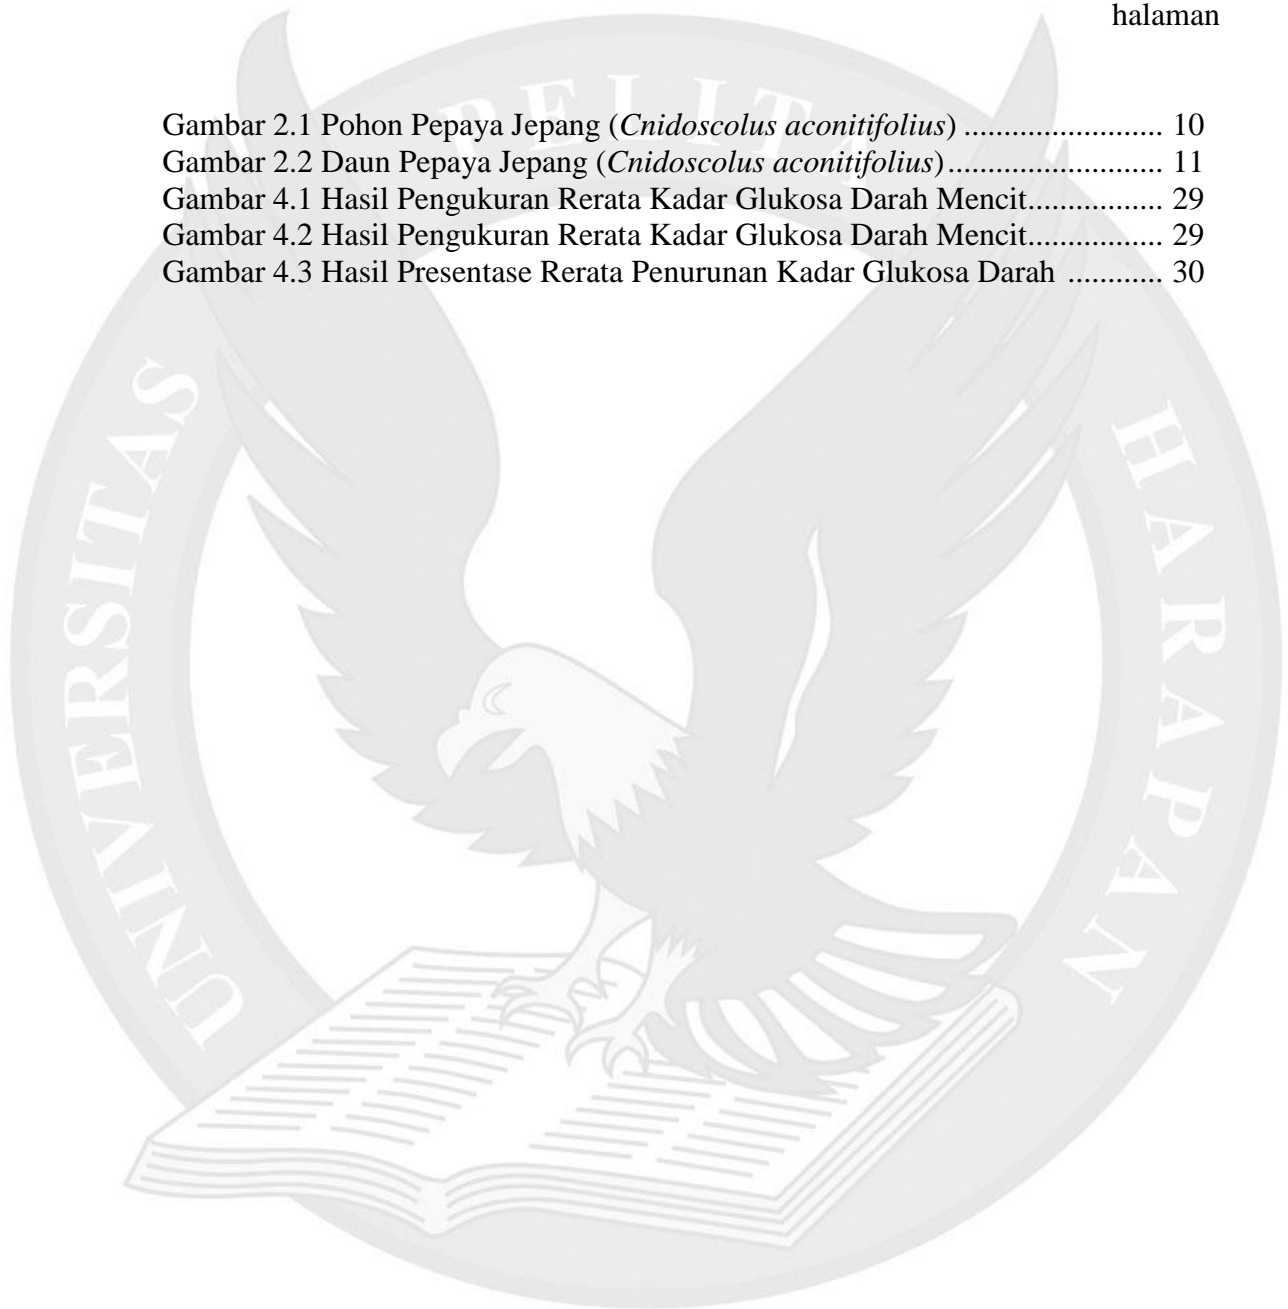 halaman
Gambar 2.1 Pohon Pepaya Jepang (Cnidoscolus aconitifolius) ......................... 10
Gambar 2.2 Daun Pepaya Jepang (Cnidoscolus aconitifolius)........................... 11
Gambar 4.1 Hasil Pengukuran Rerata Kadar Glukosa Darah Mencit................. 29
Gambar 4.2 Hasil Pengukuran Rerata Kadar Glukosa Darah Mencit................. 29
Gambar 4.3 Hasil Presentase Rerata Penurunan Kadar Glukosa Darah ............ 30
UNIVERSITAS PELITA HARAPAN